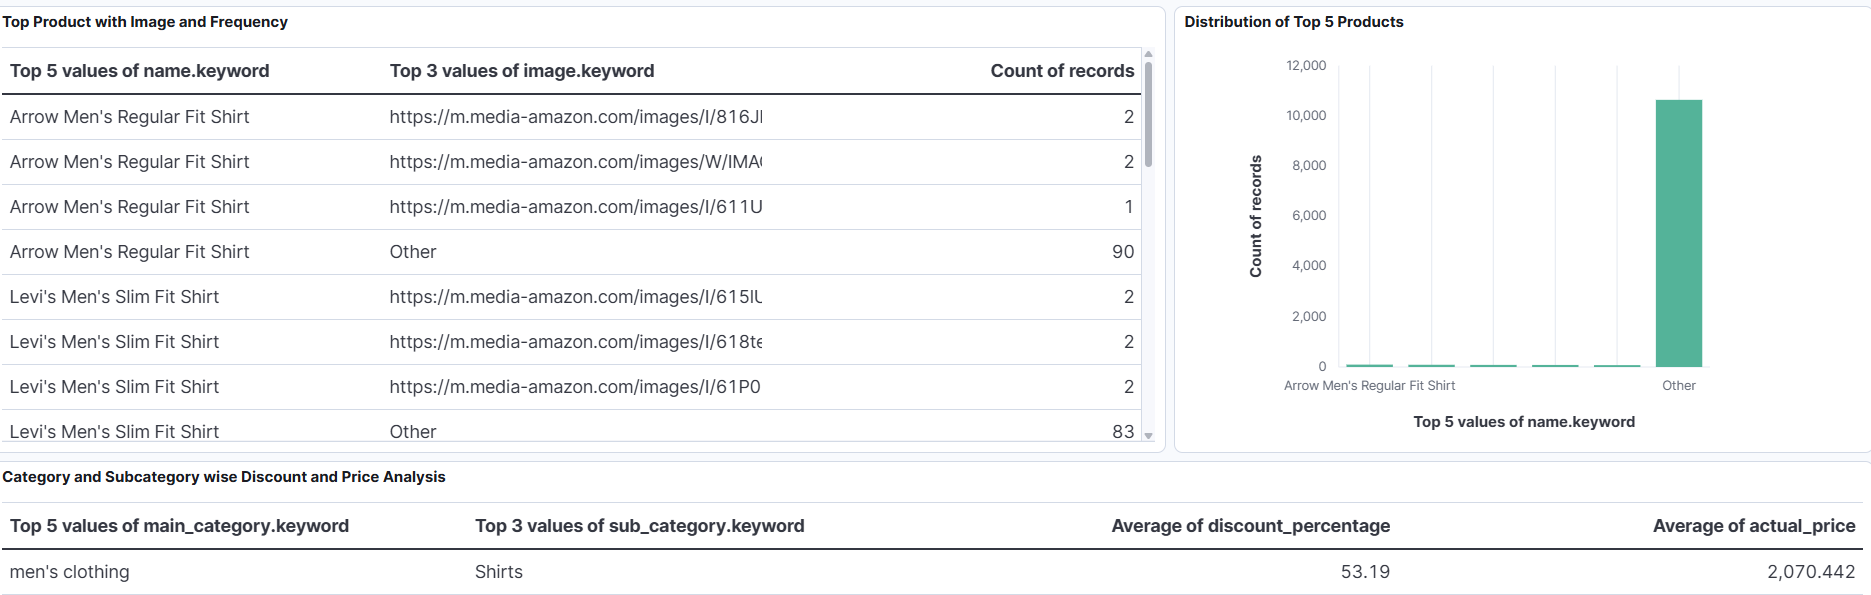 Top Product with Image and Frequency
Top 5 values of name.keyword Top 3 values of image.keyword Count of records
Arrow Men's Regular Fit Shirt https://m.media-amazon.com/images/I/816J 2
Arrow Men's Regular Fit Shirt https://m.media-amazon.com/images/W/IMA 2
Arrow Men's Regular Fit Shirt https://m.media-amazon.com/images/I/611U 1
Arrow Men's Regular Fit Shirt Other 90
Levi's Men's Slim Fit Shirt https://m.media-amazon.com/images/I/615 2
Levi's Men's Slim Fit Shirt https://m.media-amazon.com/images/I/618te 2
Levi's Men's Slim Fit Shirt https://m.media-amazon.com/images/I/61P0 2
Levi's Men's Slim Fit Shirt Other 83
Distribution of Top 5 Products
12,000
10,000
8,000
6,000
4,000
2,000
0
Count of records
Arrow Men's Regular Fit Shirt Other
Top 5 values of name.keyword
Category and Subcategory wise Discount and Price Analysis
Top 5 values of main_category.keyword Top 3 values of sub_category.keyword Average of discount_percentage Average of actual_price
men's clothing Shirts 53.19 2,070.442